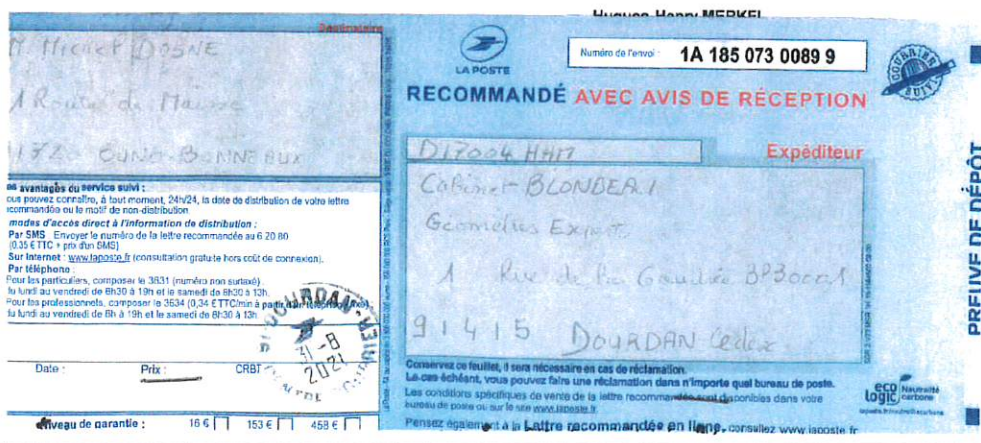 Hugues-Henry MERKEL
Destinataire
M. Michel DOSNE
1 Route de Maisse
91720
LA POSTE
Numéro de l'envoi : 1A 185 073 0089 9
COURRIER SUIVI
RECOMMANDÉ AVEC AVIS DE RÉCEPTION
D17004 HHM
Expéditeur
Cabinet
Géomètres Expert
1 Rue de la Gaudrée BP30001
91415 DOURDAN Cedex
es avantages du service suivi :
ous pouvez connaître, à tout moment, 24h/24, la date de distribution de votre lettre
ecommandée ou le motif de non-distribution
modes d'accès direct à l'information de distribution :
Par SMS Envoyer le numéro de la lettre recommandée au 6 20 80
(0,35 € TTC + prix d'un SMS)
Sur Internet : www.laposte.fr (consultation gratuite hors coût de connexion).
Par téléphone :
Pour les particuliers, composer le 3631 (numéro non surtaxé)
du lundi au vendredi de 8h30 à 19h et le samedi de 8h30 à 13h.
Pour les professionnels, composer le 3634 (0,34 € TTC/min à partir d'un téléphone fixe)
du lundi au vendredi de 8h à 19h et le samedi de 8h30 à 13h.
DOURDAN
31-8
2021
Date :
Prix :
CRBT
Niveau de garantie :
16 €
153 €
458 €
Conservez ce feuillet, il sera nécessaire en cas de réclamation.
Le cas échéant, vous pouvez faire une réclamation dans n'importe quel bureau de poste.
Les conditions spécifiques de vente de la lettre recommandée sont disponibles dans votre
bureau de poste ou sur le site www.laposte.fr
Pensez également à la Lettre recommandée en ligne, consultez www.laposte.fr
eco logic
Neutralité carbone
PREUVE DE DÉPÔT